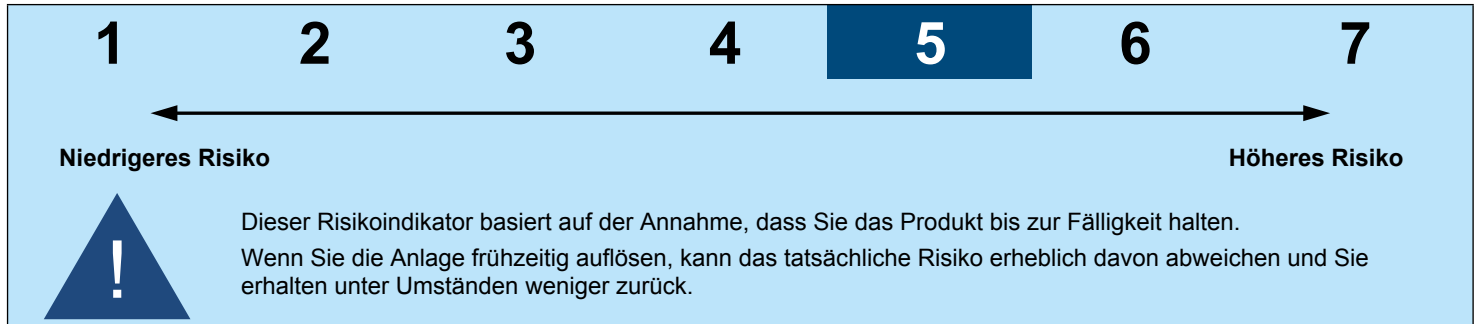 1 2 3 4 5 6 7
Niedrigeres Risiko Höheres Risiko
!
Dieser Risikoindikator basiert auf der Annahme, dass Sie das Produkt bis zur Fälligkeit halten.
Wenn Sie die Anlage frühzeitig auflösen, kann das tatsächliche Risiko erheblich davon abweichen und Sie
erhalten unter Umständen weniger zurück.